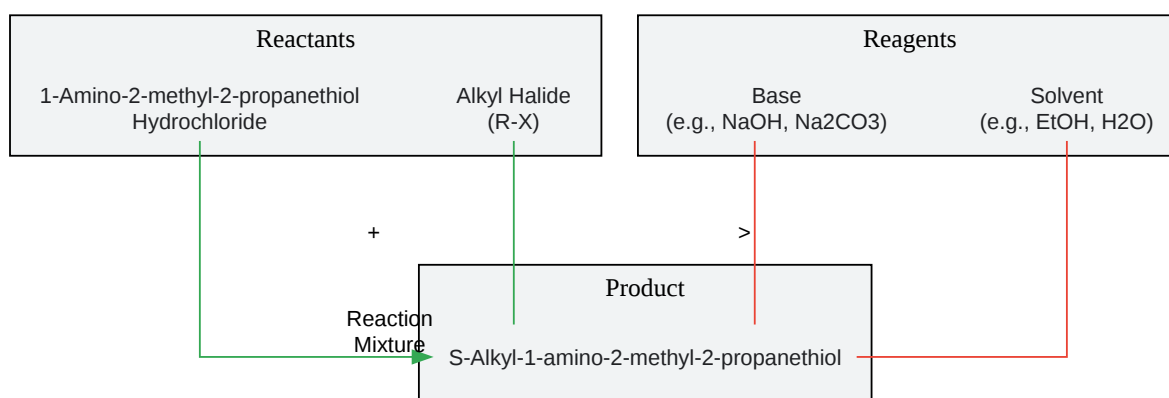 Reactants
1-Amino-2-methyl-2-propanethiol
Hydrochloride
Alkyl Halide
(R-X)
Reagents
Base
(e.g., NaOH, Na2CO3)
Solvent
(e.g., EtOH, H2O)
+
>
Product
Reaction
Mixture
S-Alkyl-1-amino-2-methyl-2-propanethiol